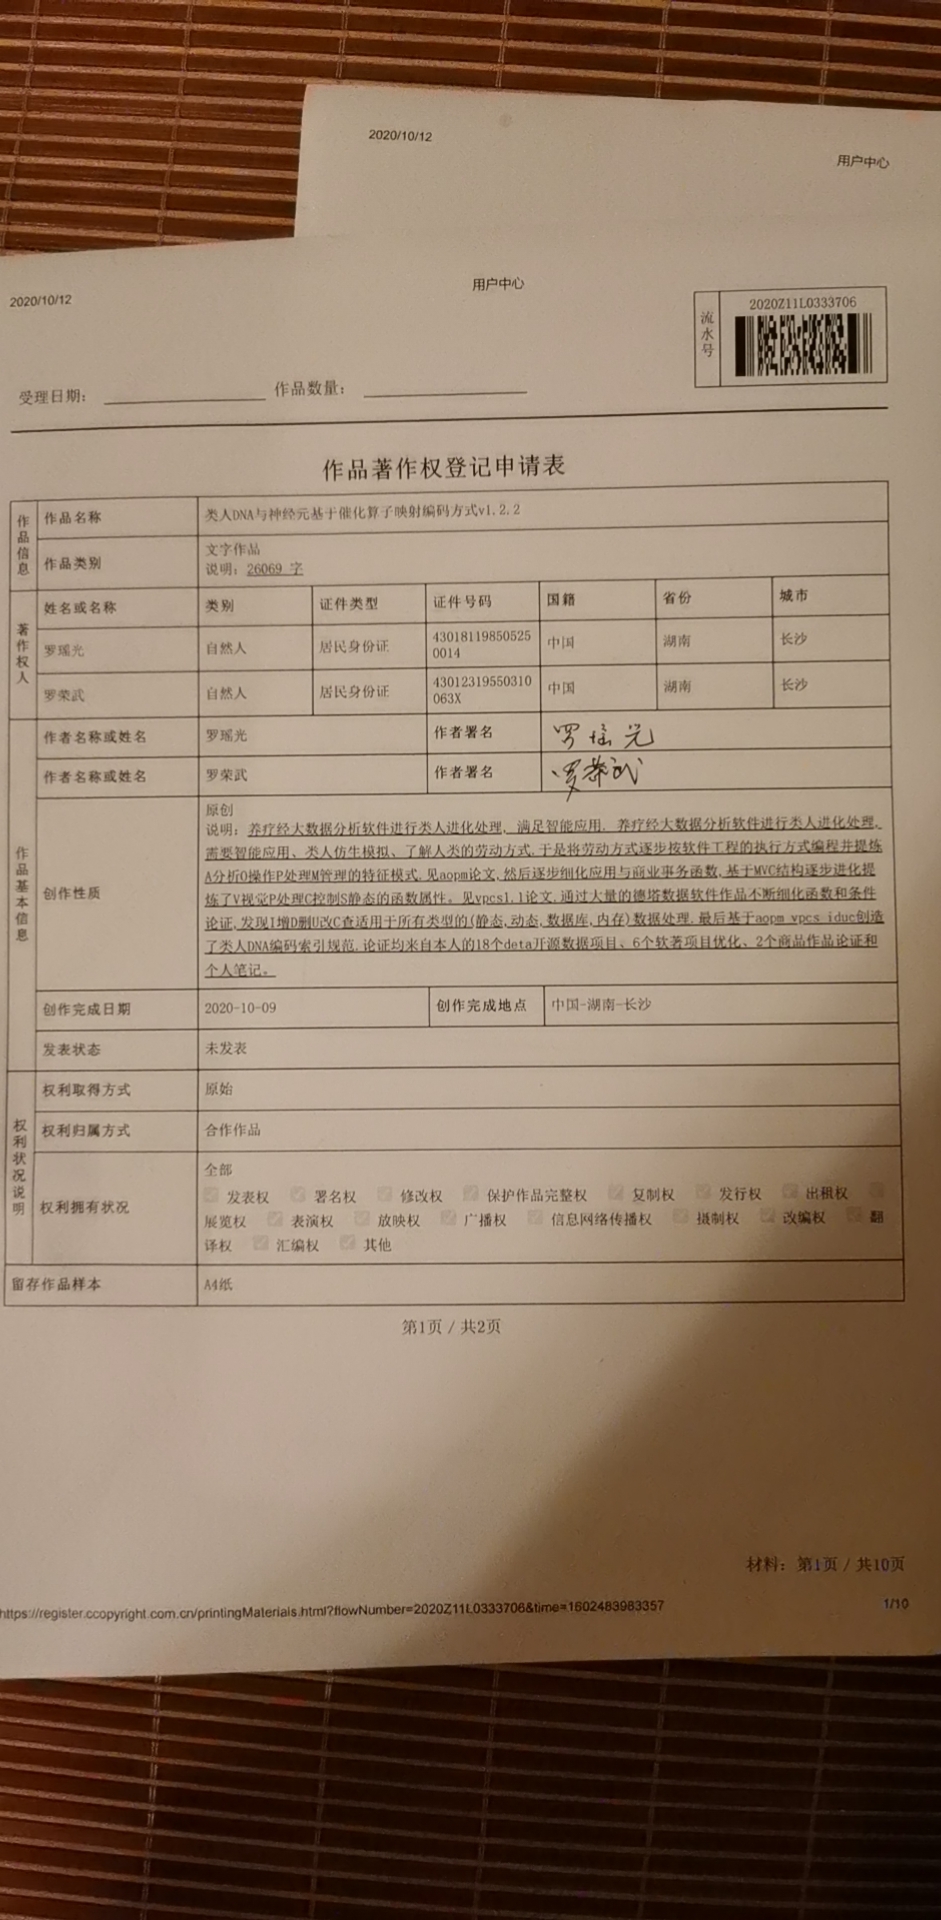 2020/10/12
用户中心
2020/10/12
用户中心
流水号
2020Z11L0333706
受理日期：
作品数量：
作品著作权登记申请表
作品信息
作品名称
类人DNA与神经元基于催化算子映射编码方式v1.2.2
作品类别
文字作品
说明：26069 字
著作权人
姓名或名称 类别 证件类型 证件号码 国籍 省份 城市
罗瑶光 自然人 居民身份证 43018119850525 中国 湖南 长沙
0014
罗荣武 自然人 居民身份证 43012319550310 中国 湖南 长沙
063X
作品基本信息
作者名称或姓名 罗瑶光 作者署名 罗瑶光
作者名称或姓名 罗荣武 作者署名 罗荣武
创作性质
原创
说明：养疗经大数据分析软件进行类人进化处理, 满足智能应用. 养疗经大数据分析软件进行类人进化处理,
需要智能应用、类人仿生模拟、了解人类的劳动方式.于是将劳动方式逐步按软件工程的执行方式编程并提炼
A分析O操作P处理M管理的特征模式.见aopm论文,然后逐步细化应用与商业事务函数,基于MVC结构逐步进化提
炼了V视觉P处理C控制S静态的函数属性。见vpcs1.1论文.通过大量的德塔数据软件作品不断细化函数和条件
论证,发现I增D删U改C查适用于所有类型的(静态,动态,数据库,内存)数据处理.最后基于aopm vpcs iduc创造
了类人DNA编码索引规范.论证均来自本人的18个deta开源数据项目、6个软著项目优化、2个商品作品论证和
个人笔记。
创作完成日期 2020-10-09 创作完成地点 中国-湖南-长沙
发表状态 未发表
权利状况说明
权利取得方式 原始
权利归属方式 合作作品
权利拥有状况
全部
发表权 署名权 修改权 保护作品完整权 复制权 发行权 出租权
展览权 表演权 放映权 广播权 信息网络传播权 摄制权 改编权 翻
译权 汇编权 其他
留存作品样本 A4纸
第1页 / 共2页
材料：第1页 / 共10页
https://register.ccopyright.com.cn/printingMaterials.html?flowNumber=2020Z11L0333706&time=1602483983357
1/10